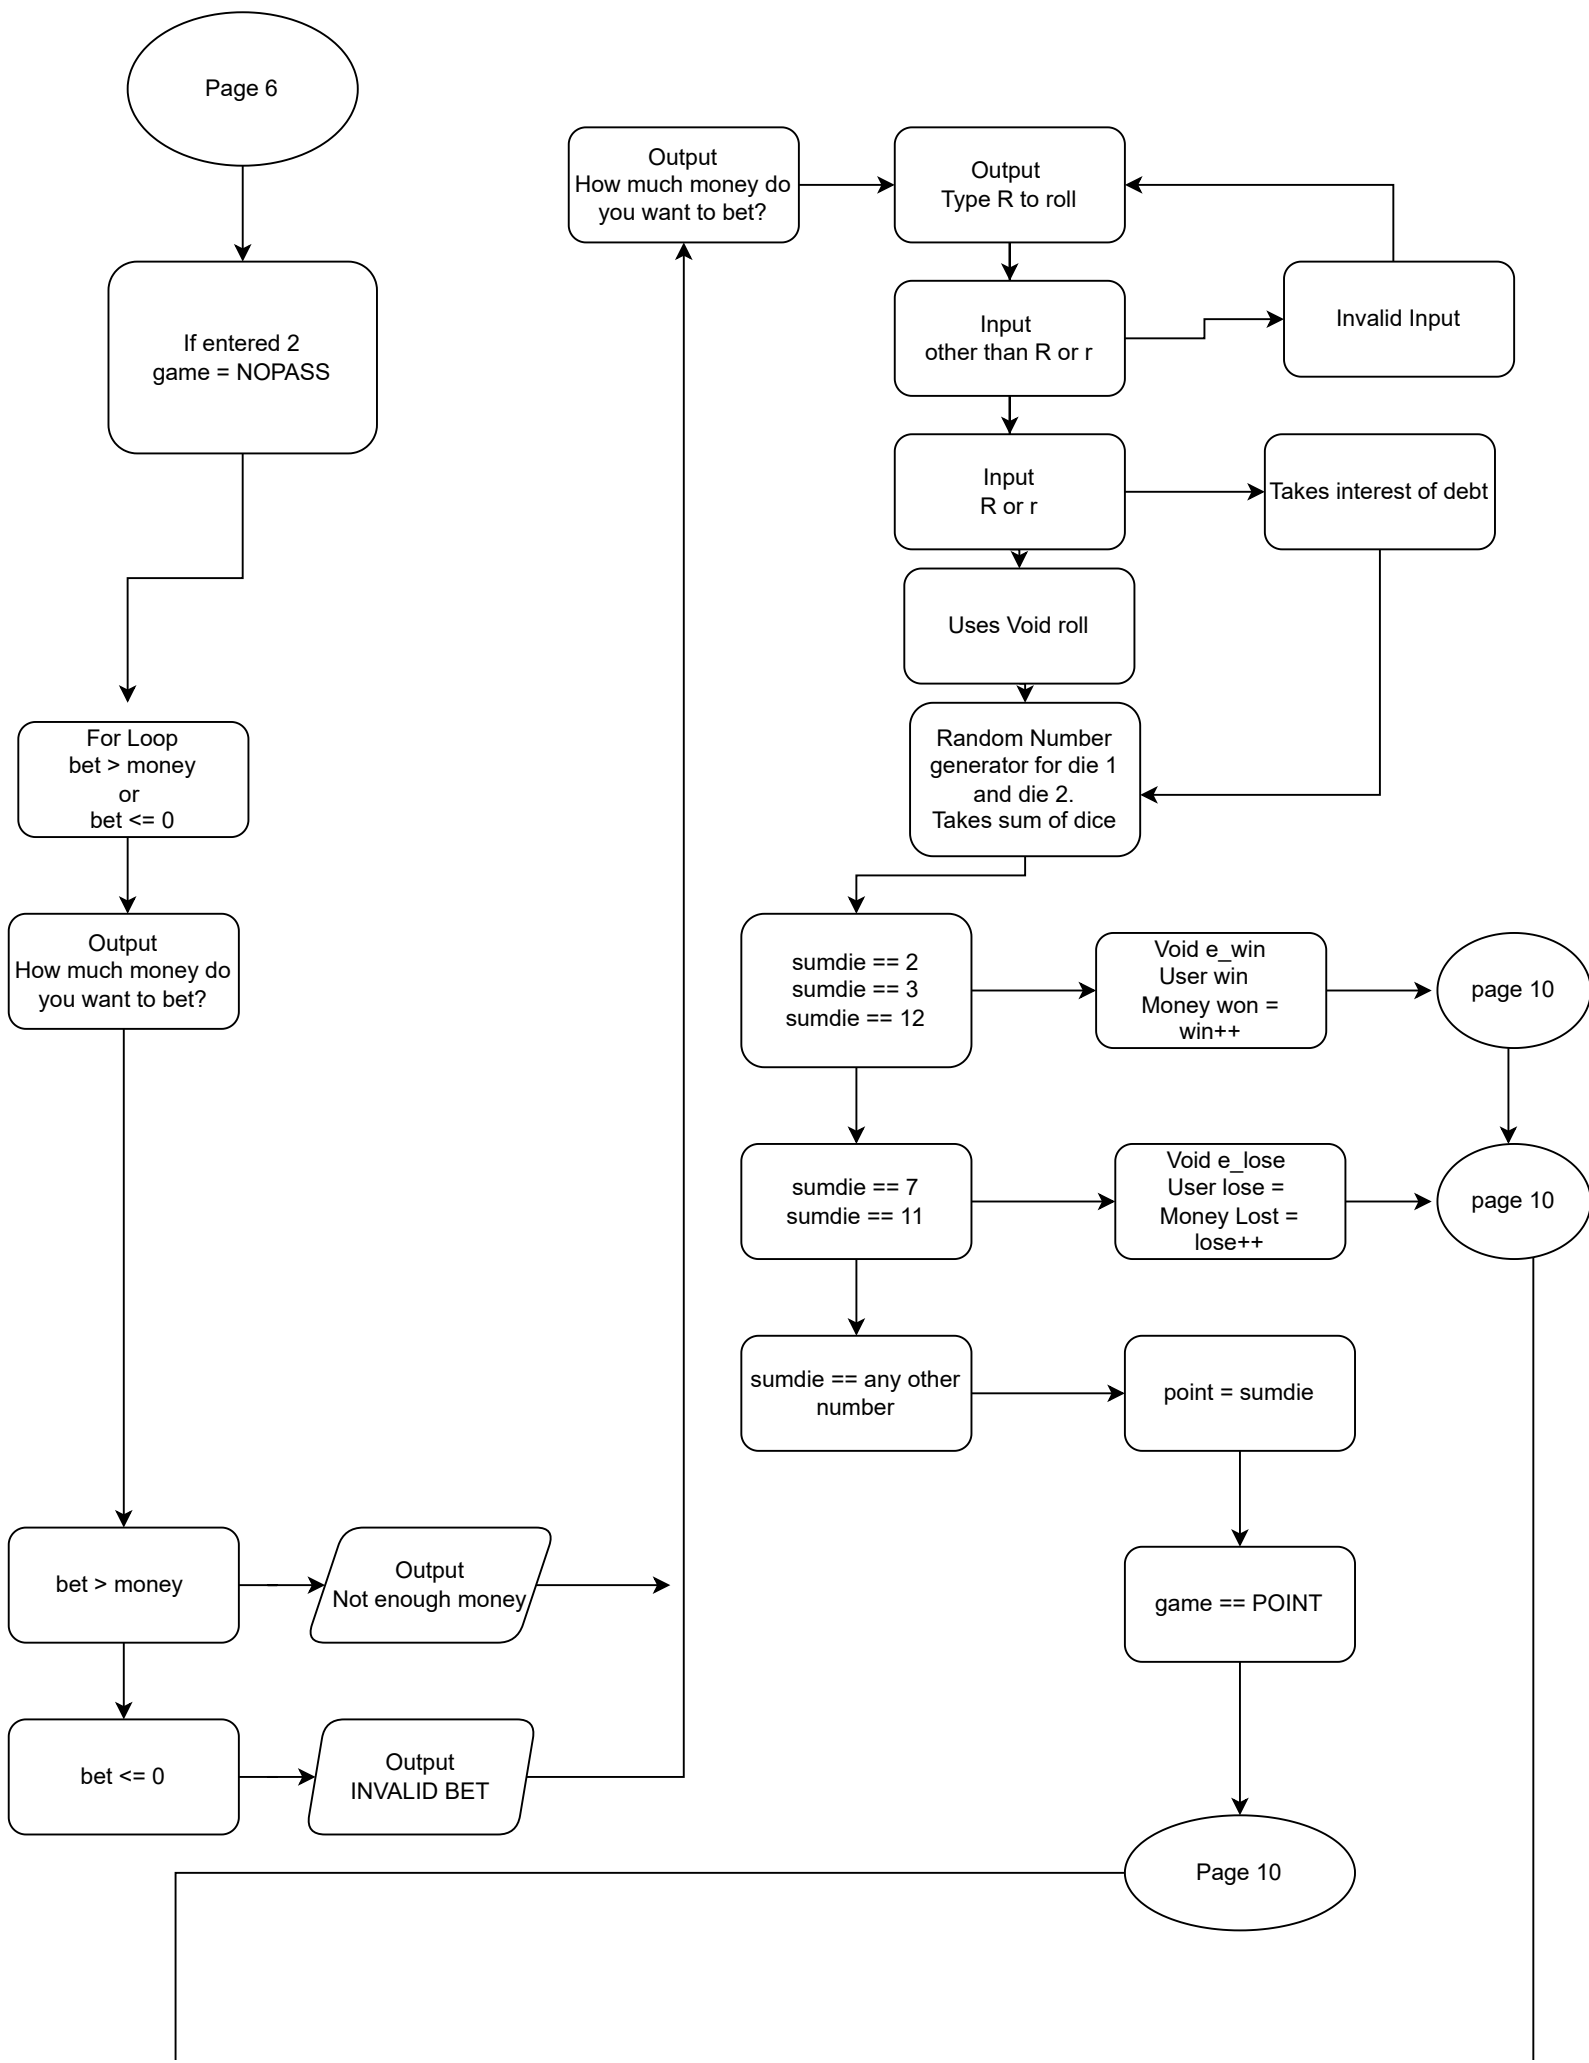 Page 6
If entered 2
game = NOPASS
For Loop
bet > money
or
bet <= 0
Output
How much money do
you want to bet?
bet > money
Output
Not enough money
bet <= 0
Output
INVALID BET
Output
How much money do
you want to bet?
Output
Type R to roll
Input
other than R or r
Invalid Input
Input
R or r
Takes interest of debt
Uses Void roll
Random Number
generator for die 1
and die 2.
Takes sum of dice
sumdie == 2
sumdie == 3
sumdie == 12
Void e_win
User win
Money won =
win++
page 10
sumdie == 7
sumdie == 11
Void e_lose
User lose =
Money Lost =
lose++
page 10
sumdie == any other
number
point = sumdie
game == POINT
Page 10